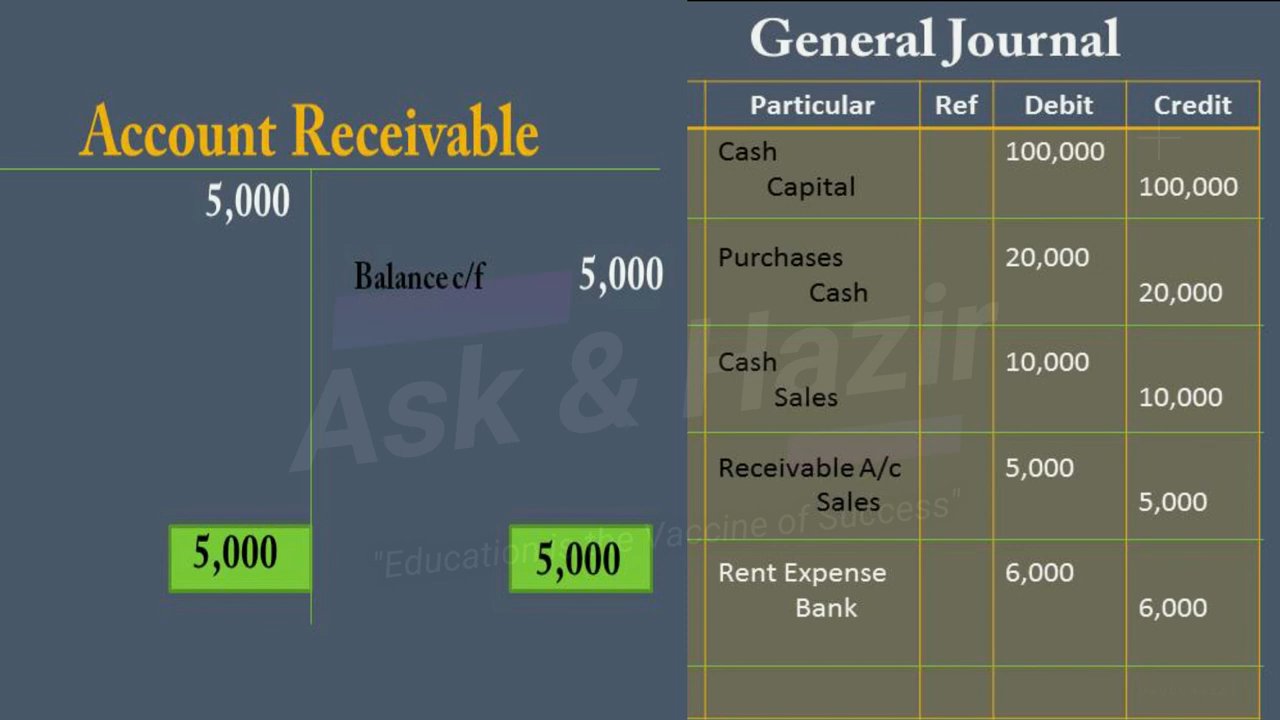 Account Receivable
5,000
Balance c/f 5,000
5,000 5,000
General Journal
Particular Ref Debit Credit
Cash 100,000
Capital 100,000
Purchases 20,000
Cash 20,000
Cash 10,000
Sales 10,000
Receivable A/c 5,000
Sales 5,000
Rent Expense 6,000
Bank 6,000
Ask & Hazir
"Education is the Vaccine of Success"